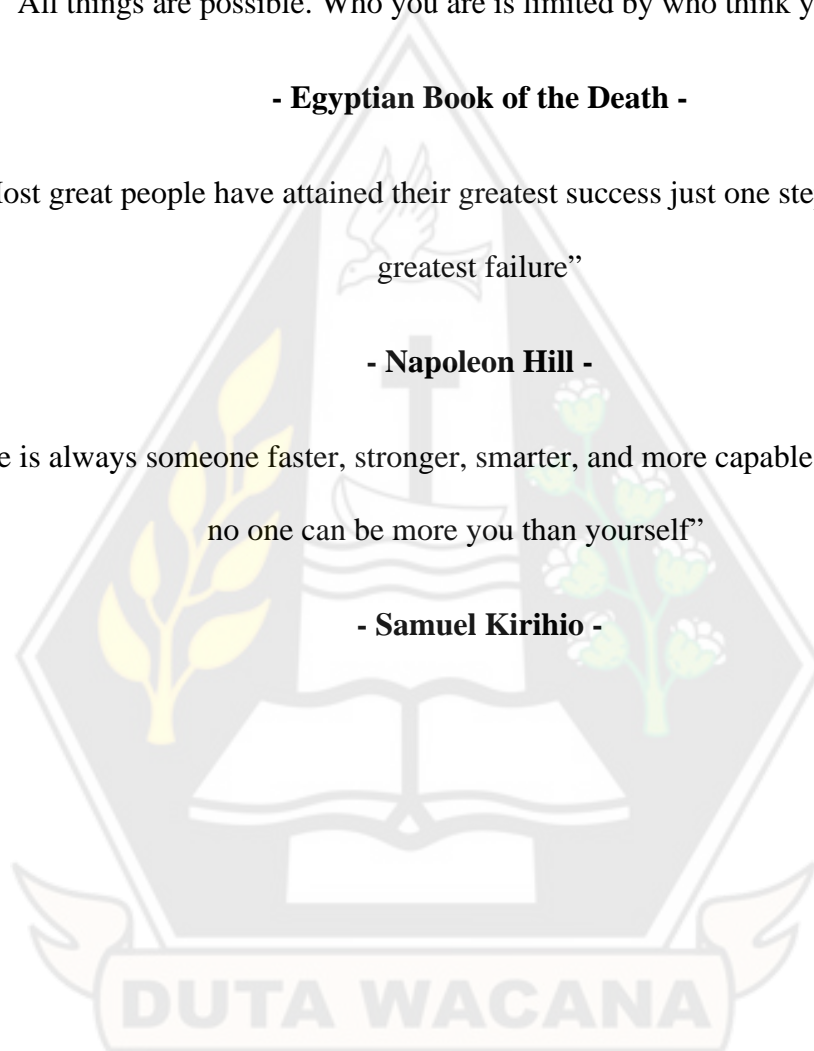 All things are possible. Who you are is limited by who think y
- Egyptian Book of the Death -
ost great people have attained their greatest success just one ste
greatest failure”
- Napoleon Hill -
e is always someone faster, stronger, smarter, and more capable
no one can be more you than yourself”
- Samuel Kirihio -
DUTA WACANA